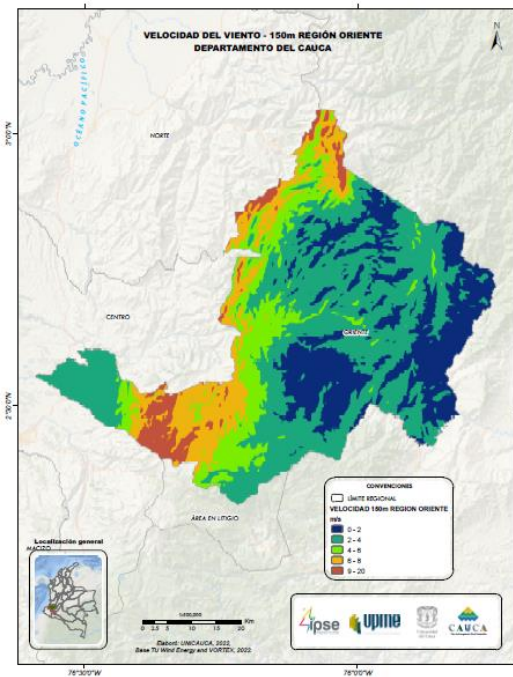 VELOCIDAD DEL VIENTO - 150m REGIÓN ORIENTE
DEPARTAMENTO DEL CAUCA
N
OCÉANO PACÍFICO
NORTE
3°0'0"N
CENTRO
ORIENTE
2°30'0"N
ÁREA EN LITIGIO
MACIZO
CONVENCIONES
LÍMITE REGIONAL
VELOCIDAD 150m REGION ORIENTE
m/s
0 - 2
2 - 4
4 - 6
6 - 8
9 - 20
Localización general
0 2.5 5 10 15 20
Km
Elaboró: UNICAUCA, 2022,
Base TU Wind Energy and VORTEX, 2022.
ipse
upme
CAUCA
76°30'0"W
76°0'0"W